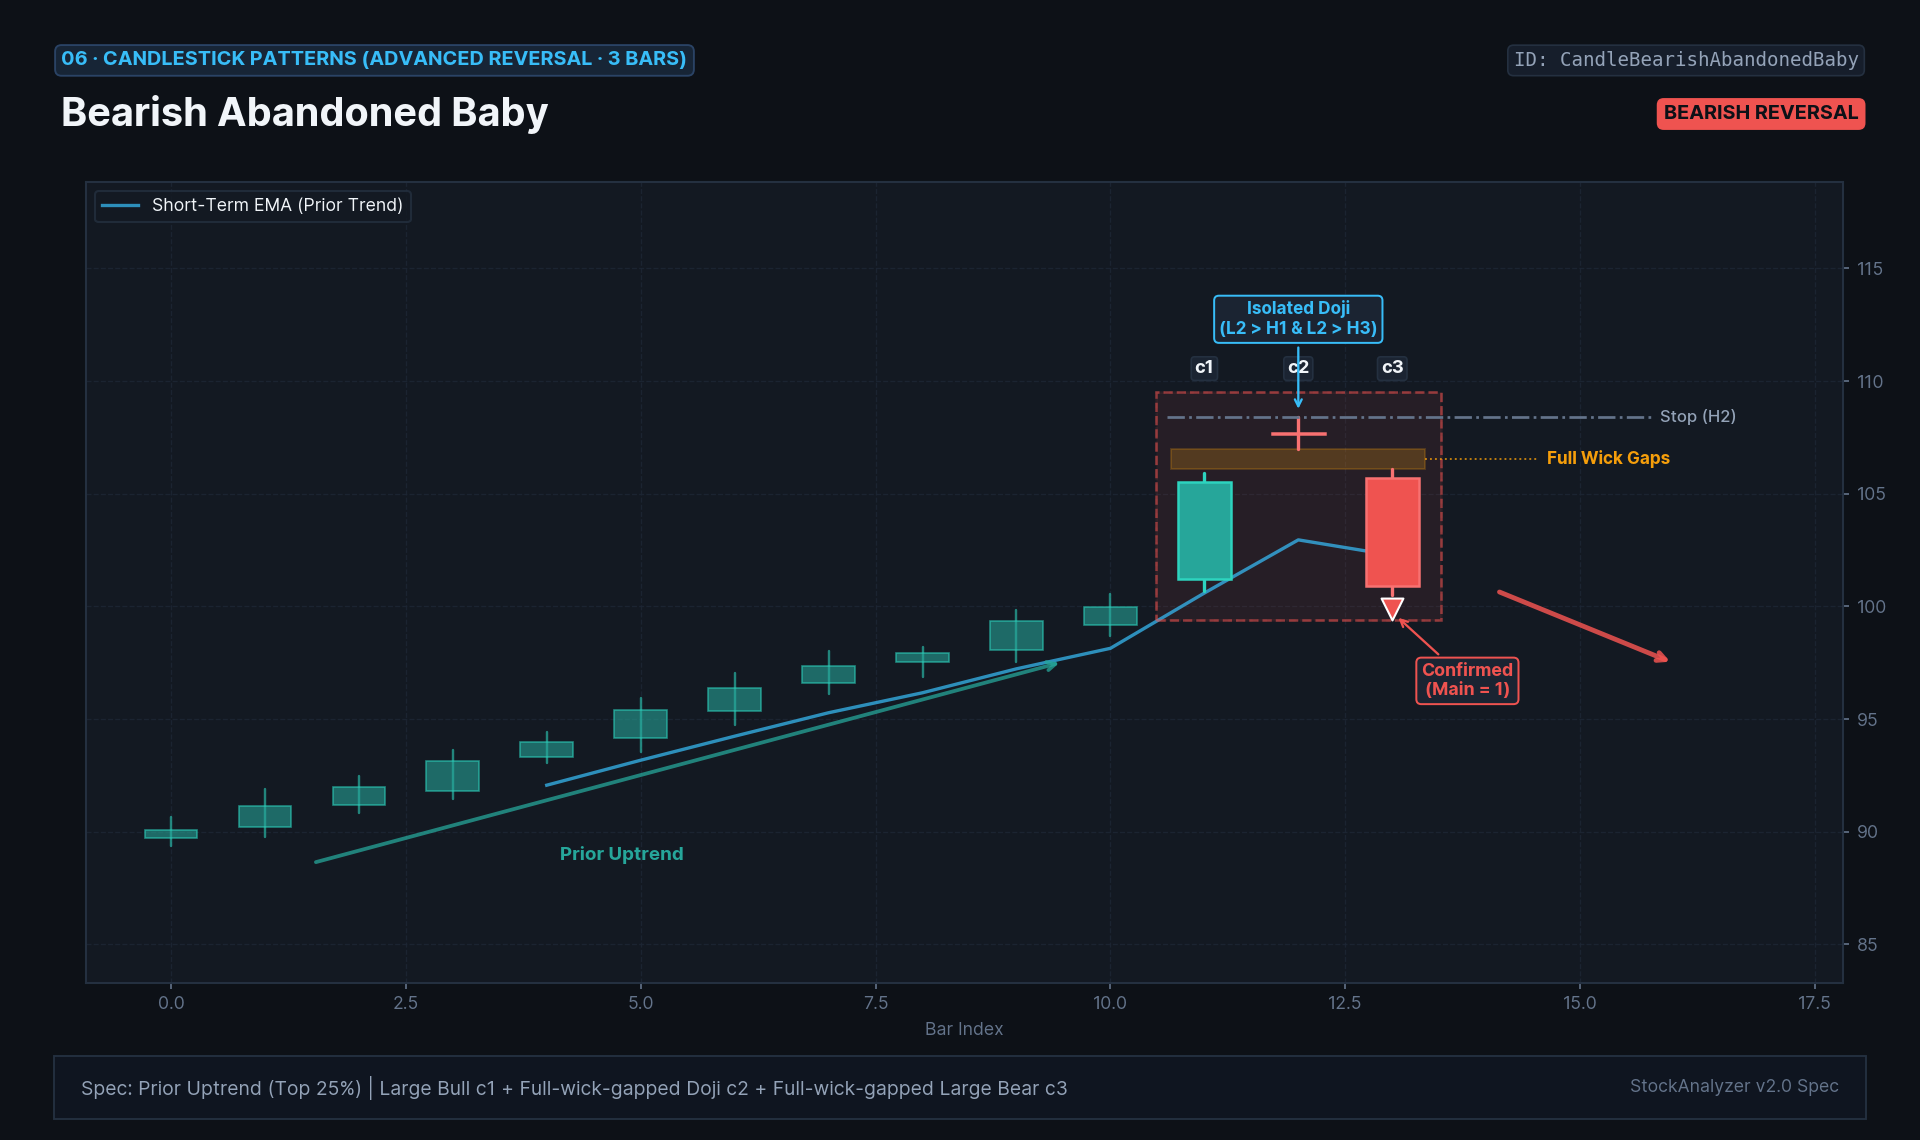 06 · CANDLESTICK PATTERNS (ADVANCED REVERSAL · 3 BARS)
ID: CandleBearishAbandonedBaby
Bearish Abandoned Baby
BEARISH REVERSAL
Short-Term EMA (Prior Trend)
115
Isolated Doji
(L2 > H1 & L2 > H3)
c1
c2
c3
110
Stop (H2)
Full Wick Gaps
105
100
Confirmed
(Main = 1)
95
90
Prior Uptrend
85
0.0
2.5
5.0
7.5
10.0
12.5
15.0
17.5
Bar Index
Spec: Prior Uptrend (Top 25%) | Large Bull c1 + Full-wick-gapped Doji c2 + Full-wick-gapped Large Bear c3
StockAnalyzer v2.0 Spec